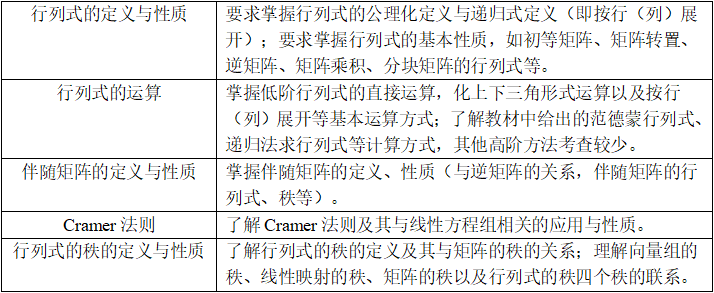 行列式的定义与性质
要求掌握行列式的公理化定义与递归式定义（即按行（列）展
开）；要求掌握行列式的基本性质，如初等矩阵、矩阵转置、
逆矩阵、矩阵乘积、分块矩阵的行列式等。
行列式的运算
掌握低阶行列式的直接运算，化上下三角形式运算以及按行
（列）展开等基本运算方式；了解教材中给出的范德蒙行列式、
递归法求行列式等计算方式，其他高阶方法考查较少。
伴随矩阵的定义与性质
掌握伴随矩阵的定义、性质（与逆矩阵的关系，伴随矩阵的行
列式、秩等）。
Cramer 法则
了解 Cramer 法则及其与线性方程组相关的应用与性质。
行列式的秩的定义与性质
了解行列式的秩的定义及其与矩阵的秩的关系；理解向量组的
秩、线性映射的秩、矩阵的秩以及行列式的秩四个秩的联系。